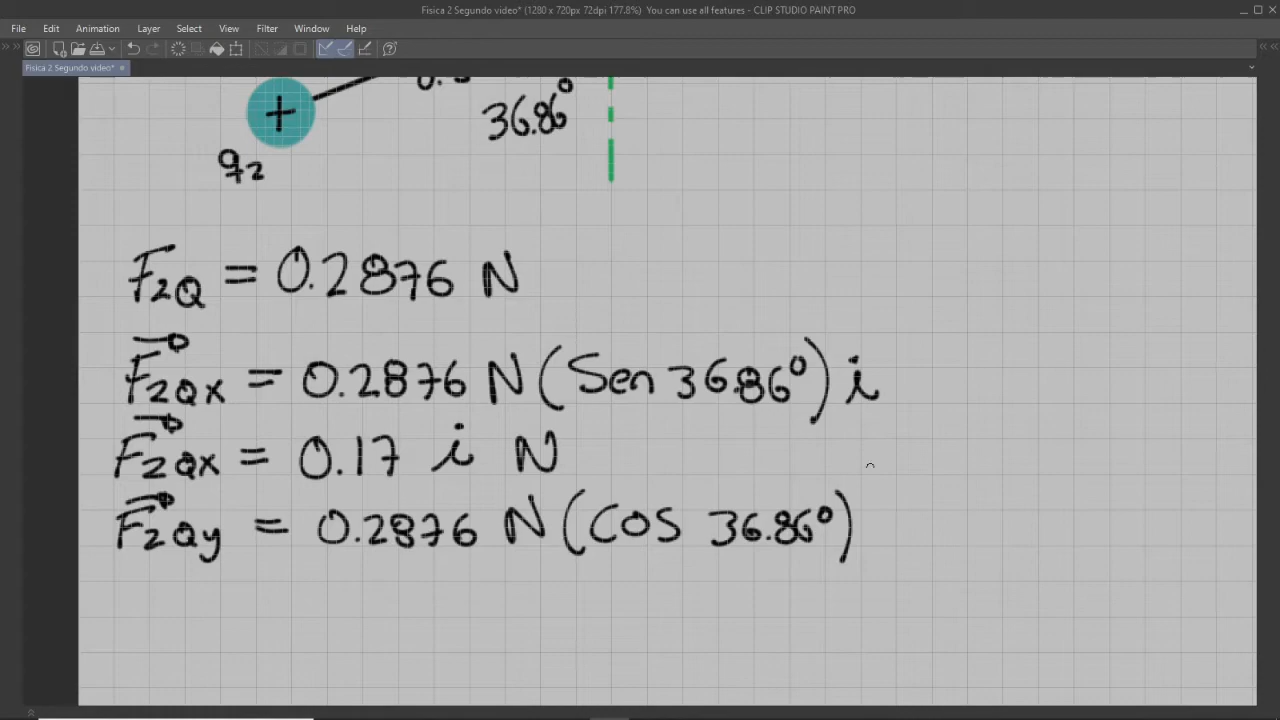 Fisica 2 Segundo video* (1280 x 720px 72dpi 177.8%) You can use all features - CLIP STUDIO PAINT PRO
File Edit Animation Layer Select View Filter Window Help
Fisica 2 Segundo video*
+
36.86°
q2
F2Q = 0.2876 N
F2Qx = 0.2876 N (Sen 36.86°) i
F2Qx = 0.17 i N
F2Qy = 0.2876 N (Cos 36.86°)